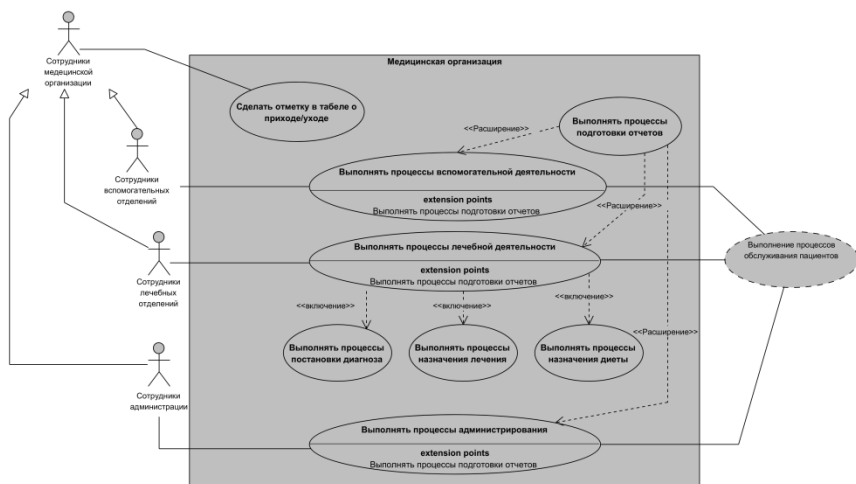 Медицинская организация
Сотрудники
медецинской
организации
Сделать отметку в табеле о
приходе/уходе
Выполнять процессы
подготовки отчетов
<<Расширение>>
Сотрудники
вспомогательных
отделений
Выполнять процессы вспомогательной деятельности
extension points
Выполнять процессы подготовки отчетов
<<Расширение>>
Сотрудники
лечебных
отделений
Выполнять процессы лечебной деятельности
extension points
Выполнять процессы подготовки отчетов
Выполнение процессов
обслуживания пациентов
<<включение>>
<<включение>>
<<включение>>
<<Расширение>>
Выполнять процессы
постановки диагноза
Выполнять процессы
назначения лечения
Выполнять процессы
назначения диеты
Сотрудники
администрации
Выполнять процессы администрирования
extension points
Выполнять процессы подготовки отчетов